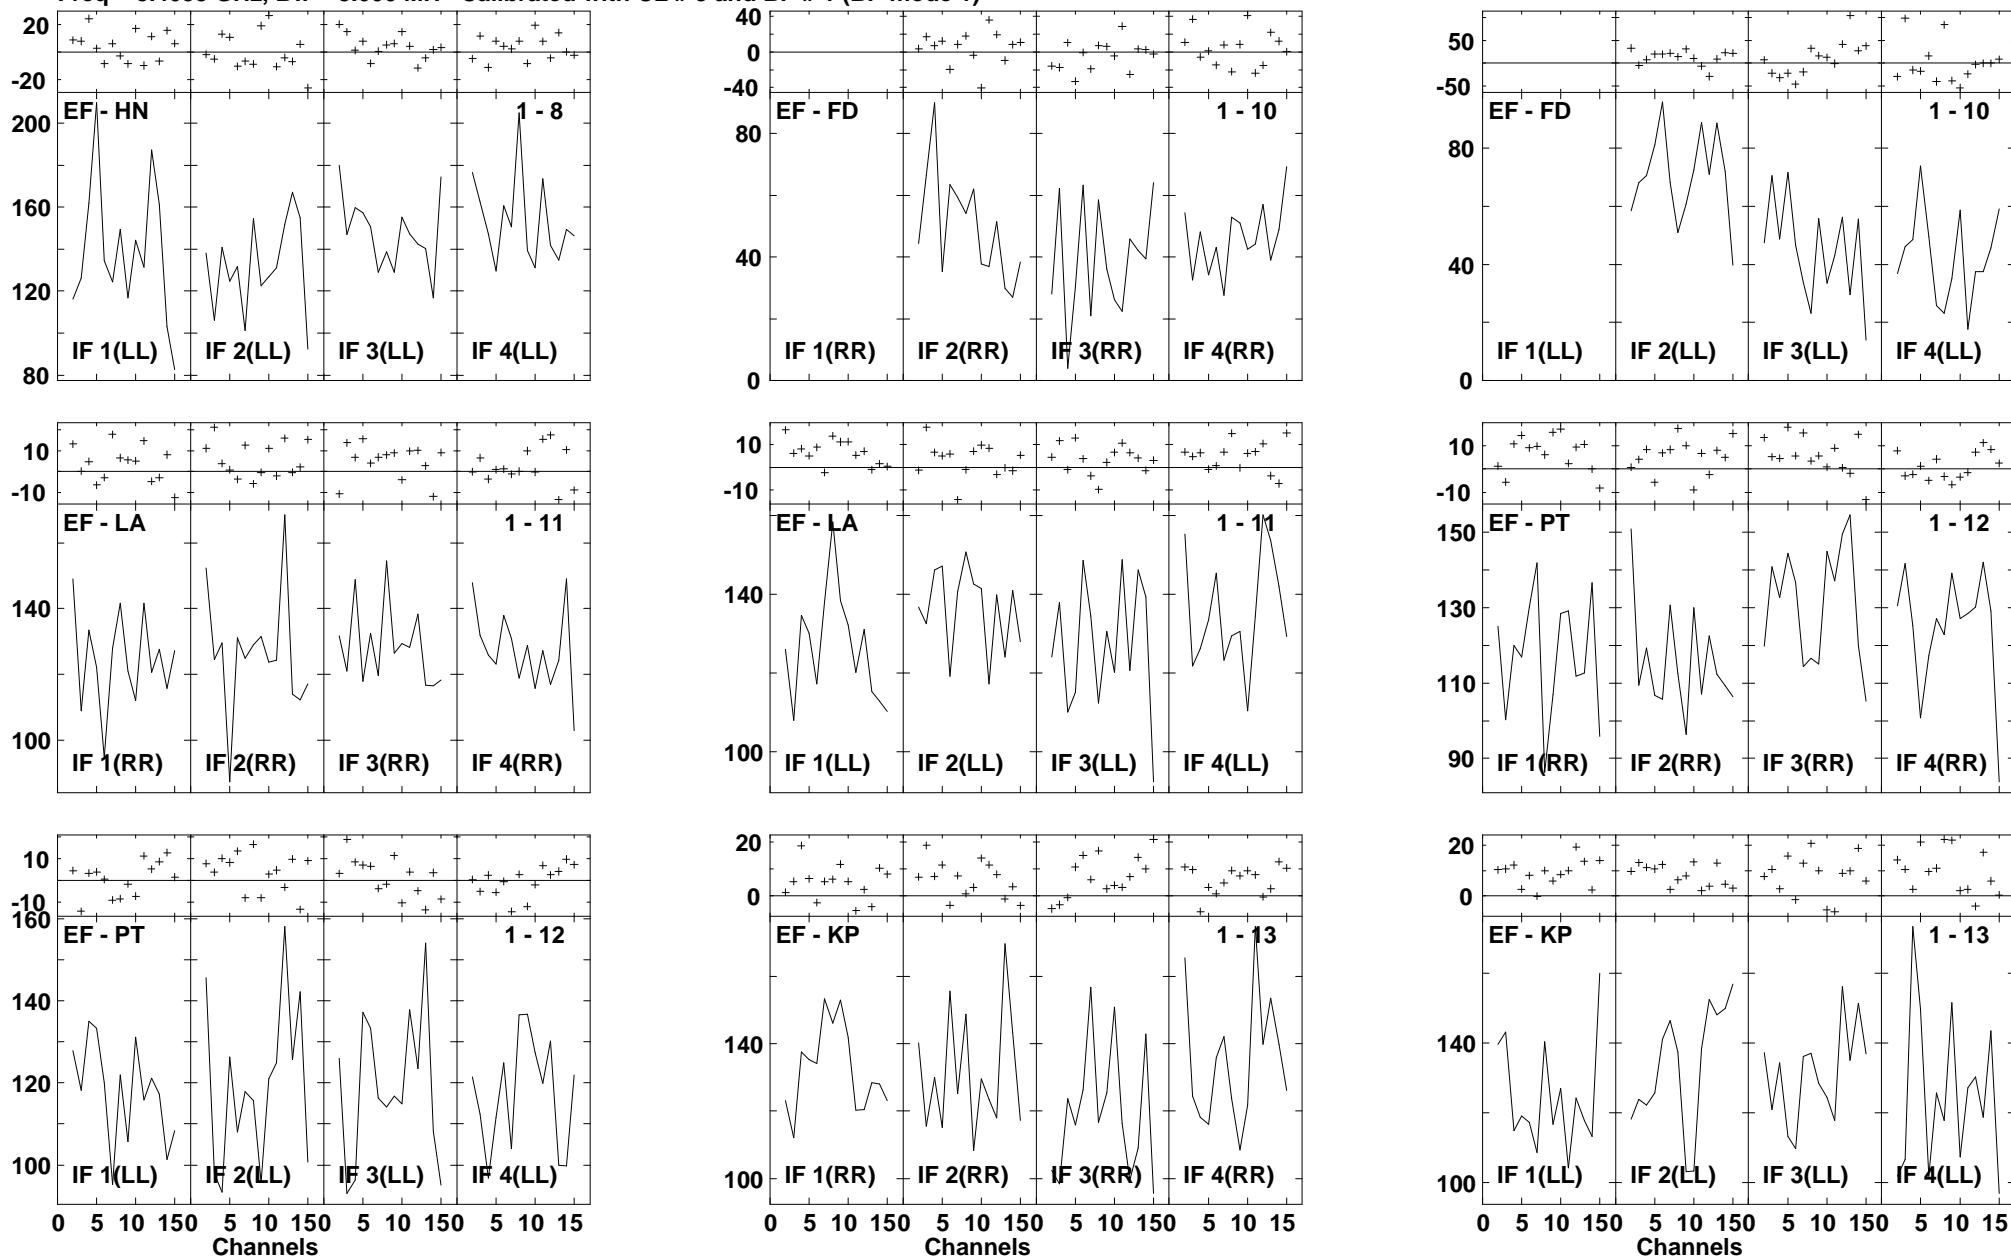 20 40 50
0 0 0
-20 -40 -50
EF - HN 1 - 8 EF - FD 1 - 10 EF - FD 1 - 10
200
80 80
160
40 40
120
IF 1(LL) IF 2(LL) IF 3(LL) IF 4(LL) IF 1(RR) IF 2(RR) IF 3(RR) IF 4(RR) IF 1(LL) IF 2(LL) IF 3(LL) IF 4(LL)
80 0 0
10 10 10
-10 -10 -10
EF - LA 1 - 11 EF - LA 1 - 11 EF - PT 1 - 12
150
140 140 130
110
100 100 90
IF 1(RR) IF 2(RR) IF 3(RR) IF 4(RR) IF 1(LL) IF 2(LL) IF 3(LL) IF 4(LL) IF 1(RR) IF 2(RR) IF 3(RR) IF 4(RR)
10 20 20
-10 0 0
160
EF - PT 1 - 12 EF - KP 1 - 13 EF - KP 1 - 13
140 140 140
120
100 100 100
IF 1(LL) IF 2(LL) IF 3(LL) IF 4(LL) IF 1(RR) IF 2(RR) IF 3(RR) IF 4(RR) IF 1(LL) IF 2(LL) IF 3(LL) IF 4(LL)
0 5 10 150 5 10 150 5 10 150 5 10 15 0 5 10 150 5 10 150 5 10 150 5 10 15 0 5 10 150 5 10 150 5 10 150 5 10 15
Channels Channels Channels